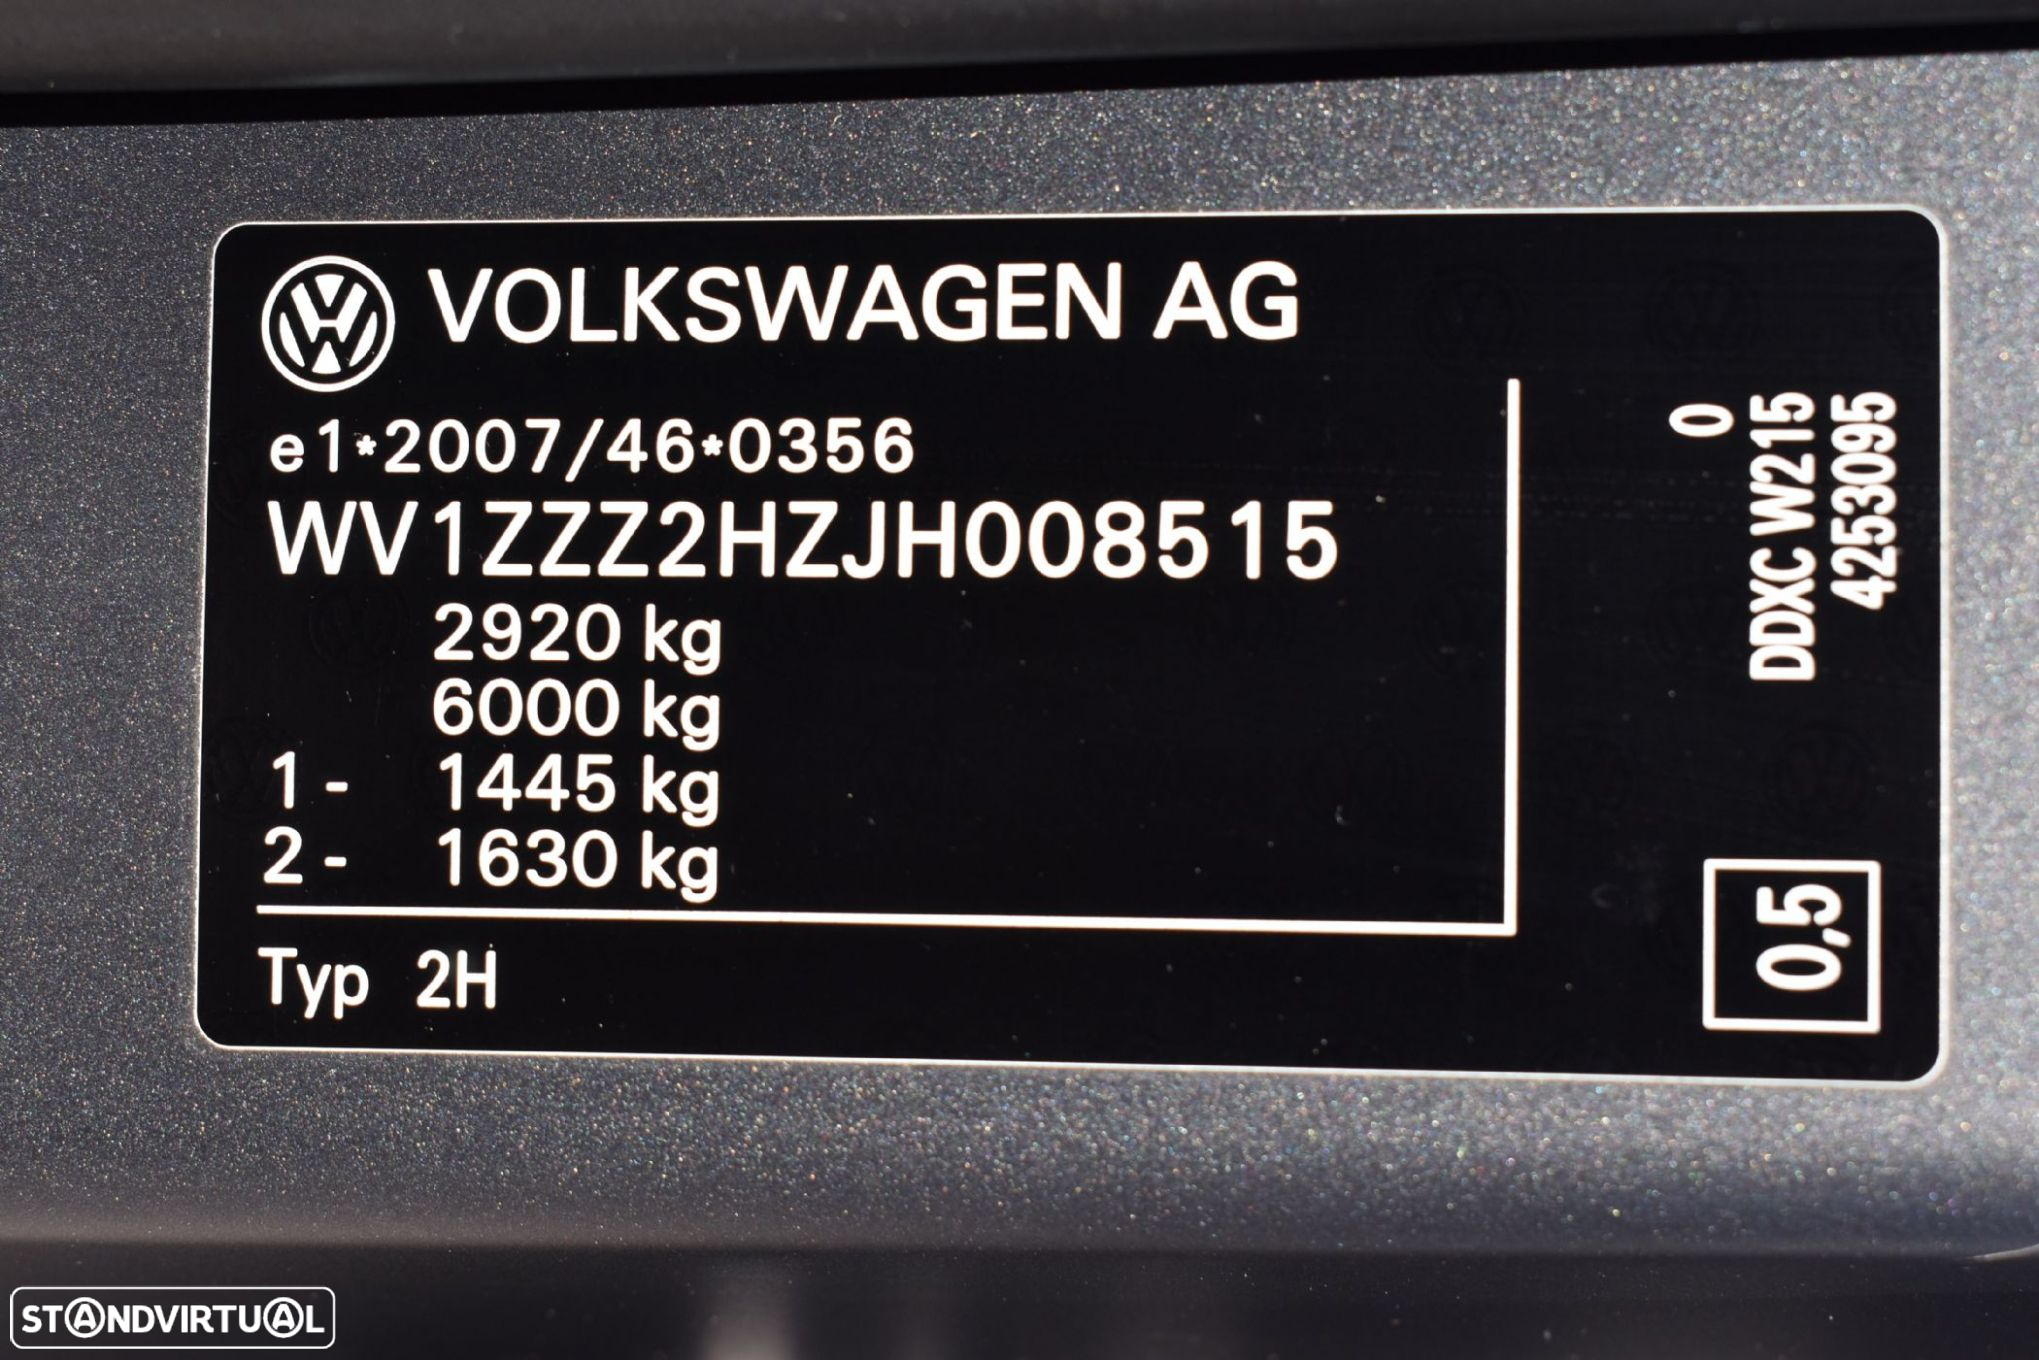 VOLKSWAGEN AG
e1*2007/46*0356
WV1ZZZ2HZJH008515
2920 kg
6000 kg
1 - 1445 kg
2 - 1630 kg
Typ 2H
0
DDXC W215
4253095
0,5
STANDVIRTUAL